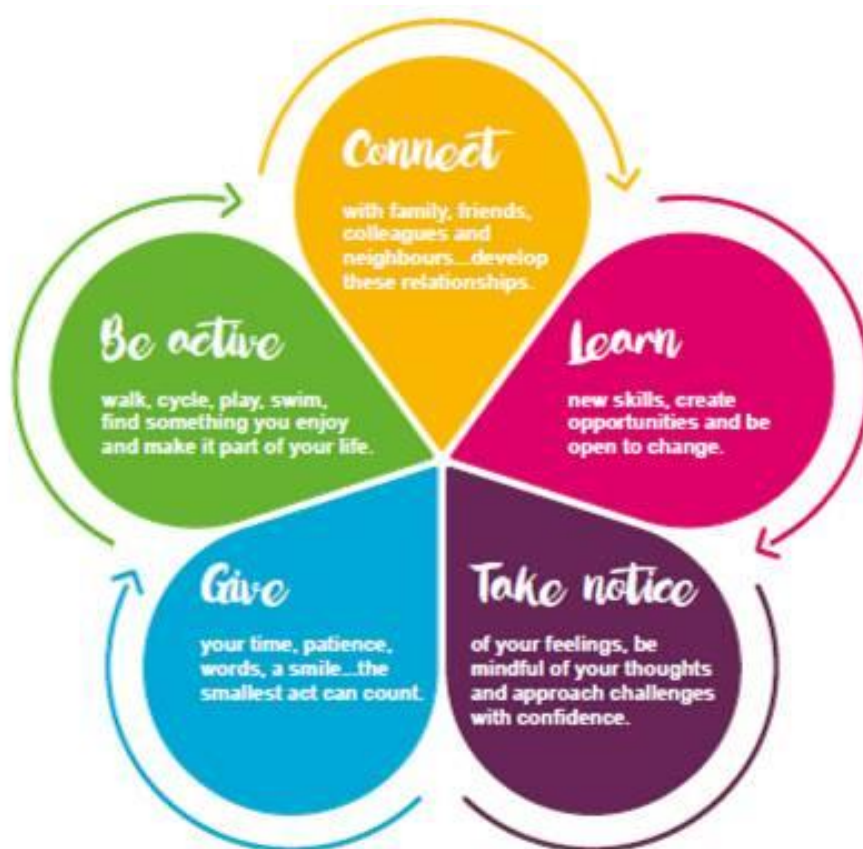 Connect
with family, friends,
colleagues and
neighbours...develop
these relationships.
Learn
new skills, create
opportunities and be
open to change.
Take notice
of your feelings, be
mindful of your thoughts
and approach challenges
with confidence.
Give
your time, patience,
words, a smile...the
smallest act can count.
Be active
walk, cycle, play, swim,
find something you enjoy
and make it part of your life.